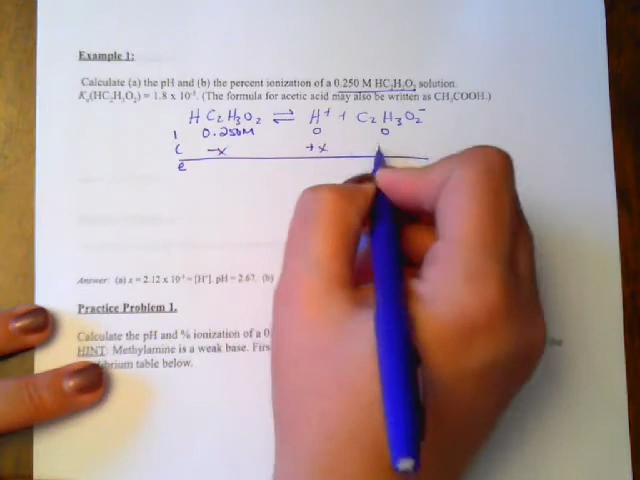 Example 1:
Calculate (a) the pH and (b) the percent ionization of a 0.250 M HC₂H₃O₂ solution.
Kₐ(HC₂H₃O₂) = 1.8 x 10⁻⁵. (The formula for acetic acid may also be written as CH₃COOH.)
HC₂H₃O₂ ⇌ H⁺ + C₂H₃O₂⁻
I 0.250M 0 0
C -x +x
e
Answer: (a) x = 2.12 x 10⁻³ = [H⁺]. pH = 2.67. (b)
Practice Problem 1.
Calculate the pH and % ionization of a 0.
HINT: Methylamine is a weak base. Firs the
brium table below.